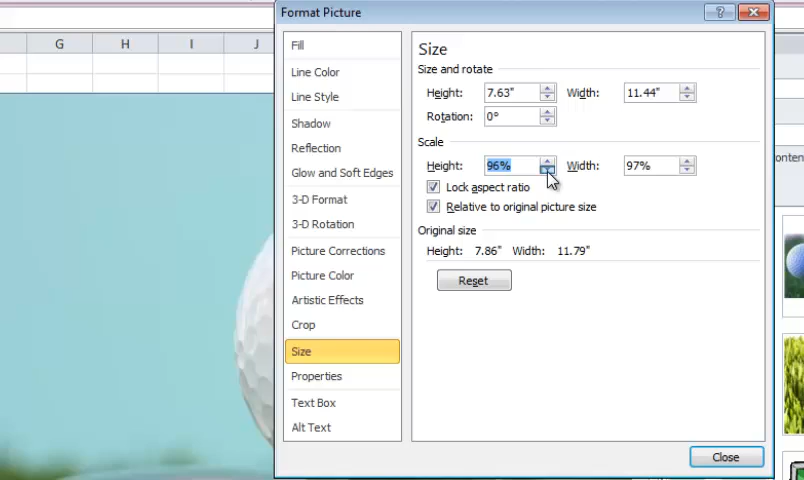 Format Picture
G H I J
Fill
Line Color
Line Style
Shadow
Reflection
Glow and Soft Edges
3-D Format
3-D Rotation
Picture Corrections
Picture Color
Artistic Effects
Crop
Size
Properties
Text Box
Alt Text
Size
Size and rotate
Height: 7.63" Width: 11.44"
Rotation: 0°
Scale
Height: 96% Width: 97%
Lock aspect ratio
Relative to original picture size
Original size
Height: 7.86" Width: 11.79"
Reset
Close